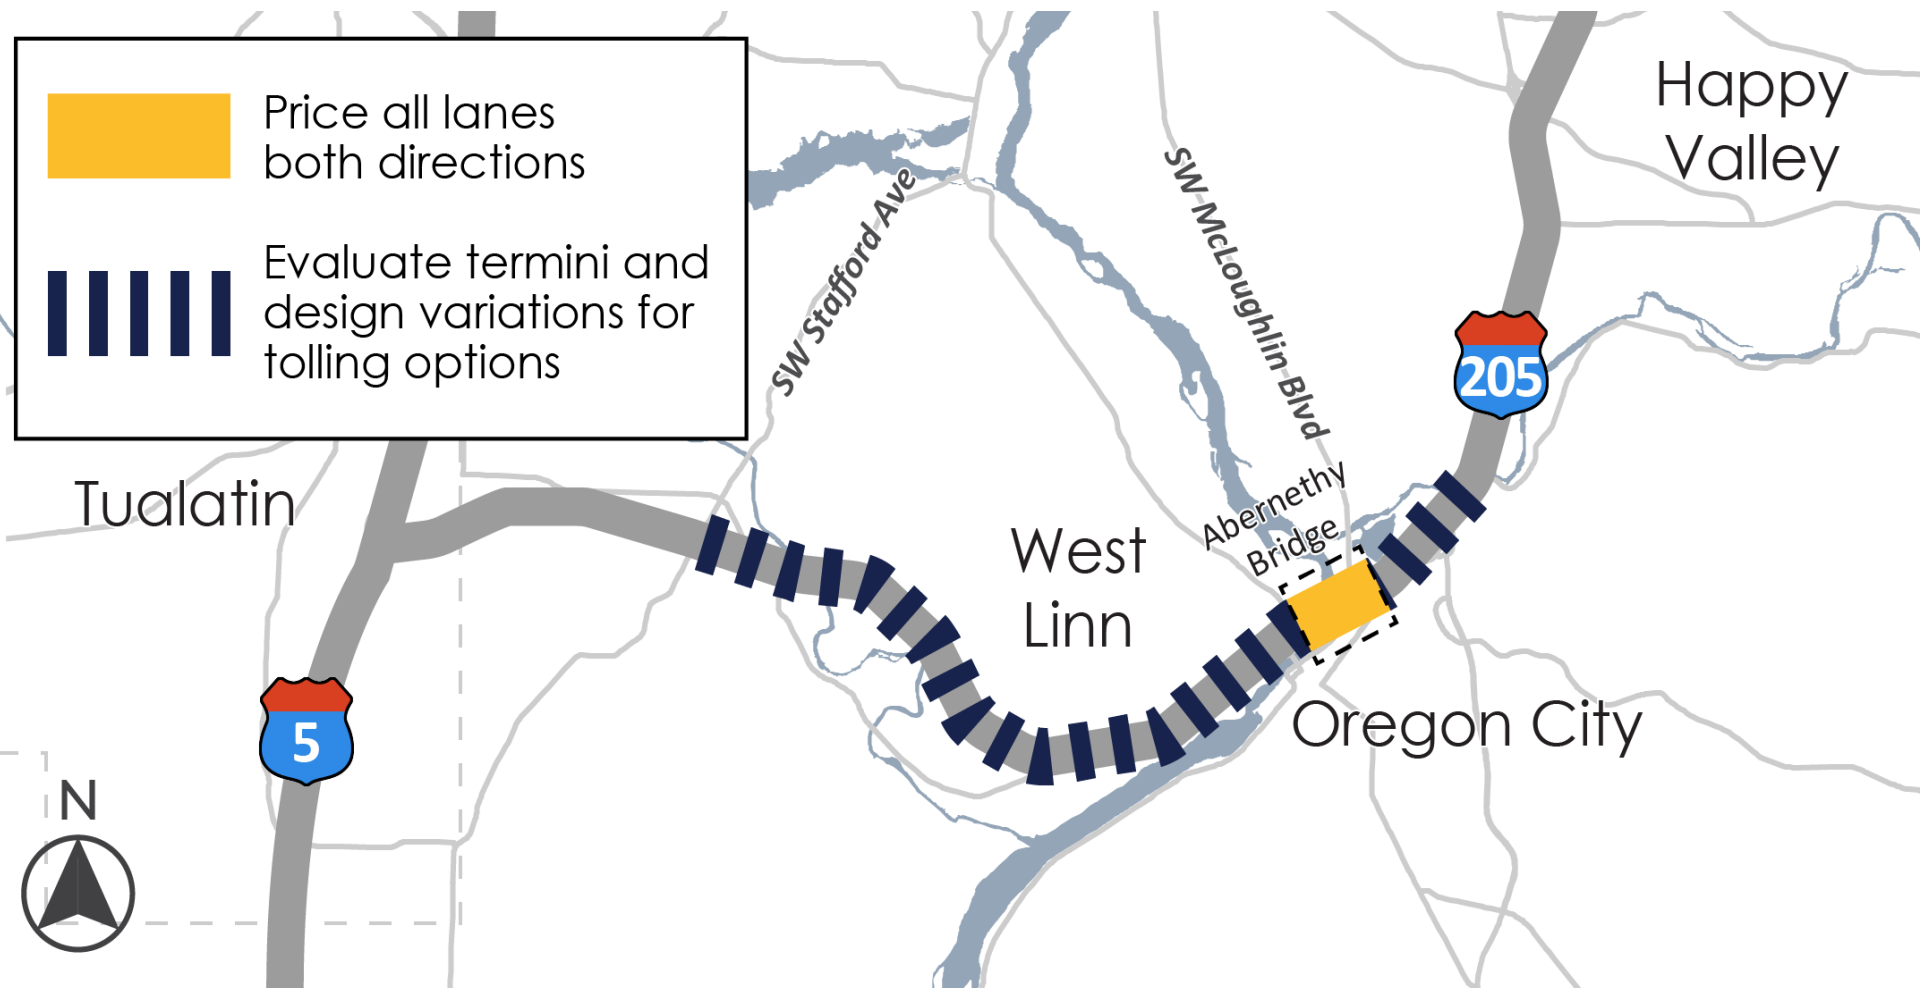 Price all lanes
both directions
Evaluate termini and
design variations for
tolling options
Happy
Valley
SW Stafford Ave
SW McLoughlin Blvd
205
Tualatin
Abernethy
Bridge
West
Linn
Oregon City
5
N